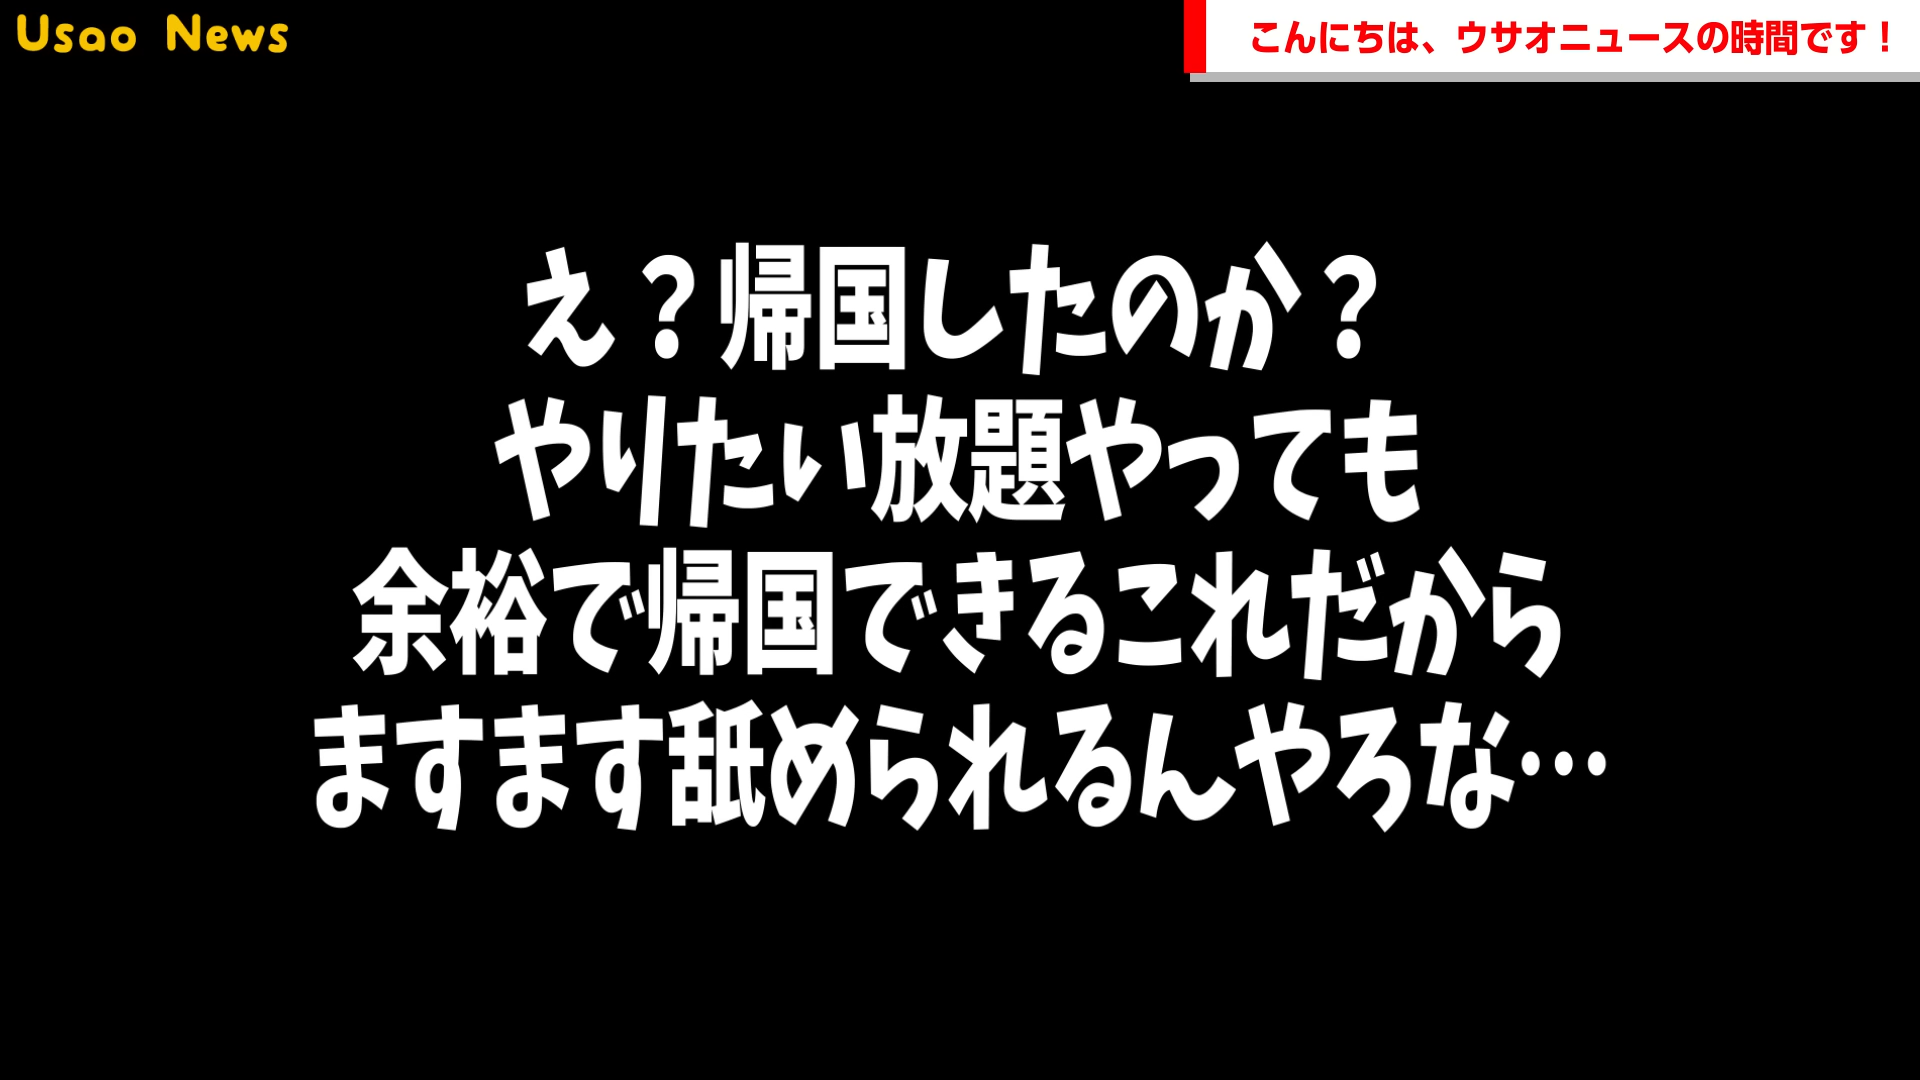 Usao News
こんにちは、ウサオニュースの時間です！
え？帰国したのか？
やりたい放題やっても
余裕で帰国できるこれだから
ますます舐められるんやろな…